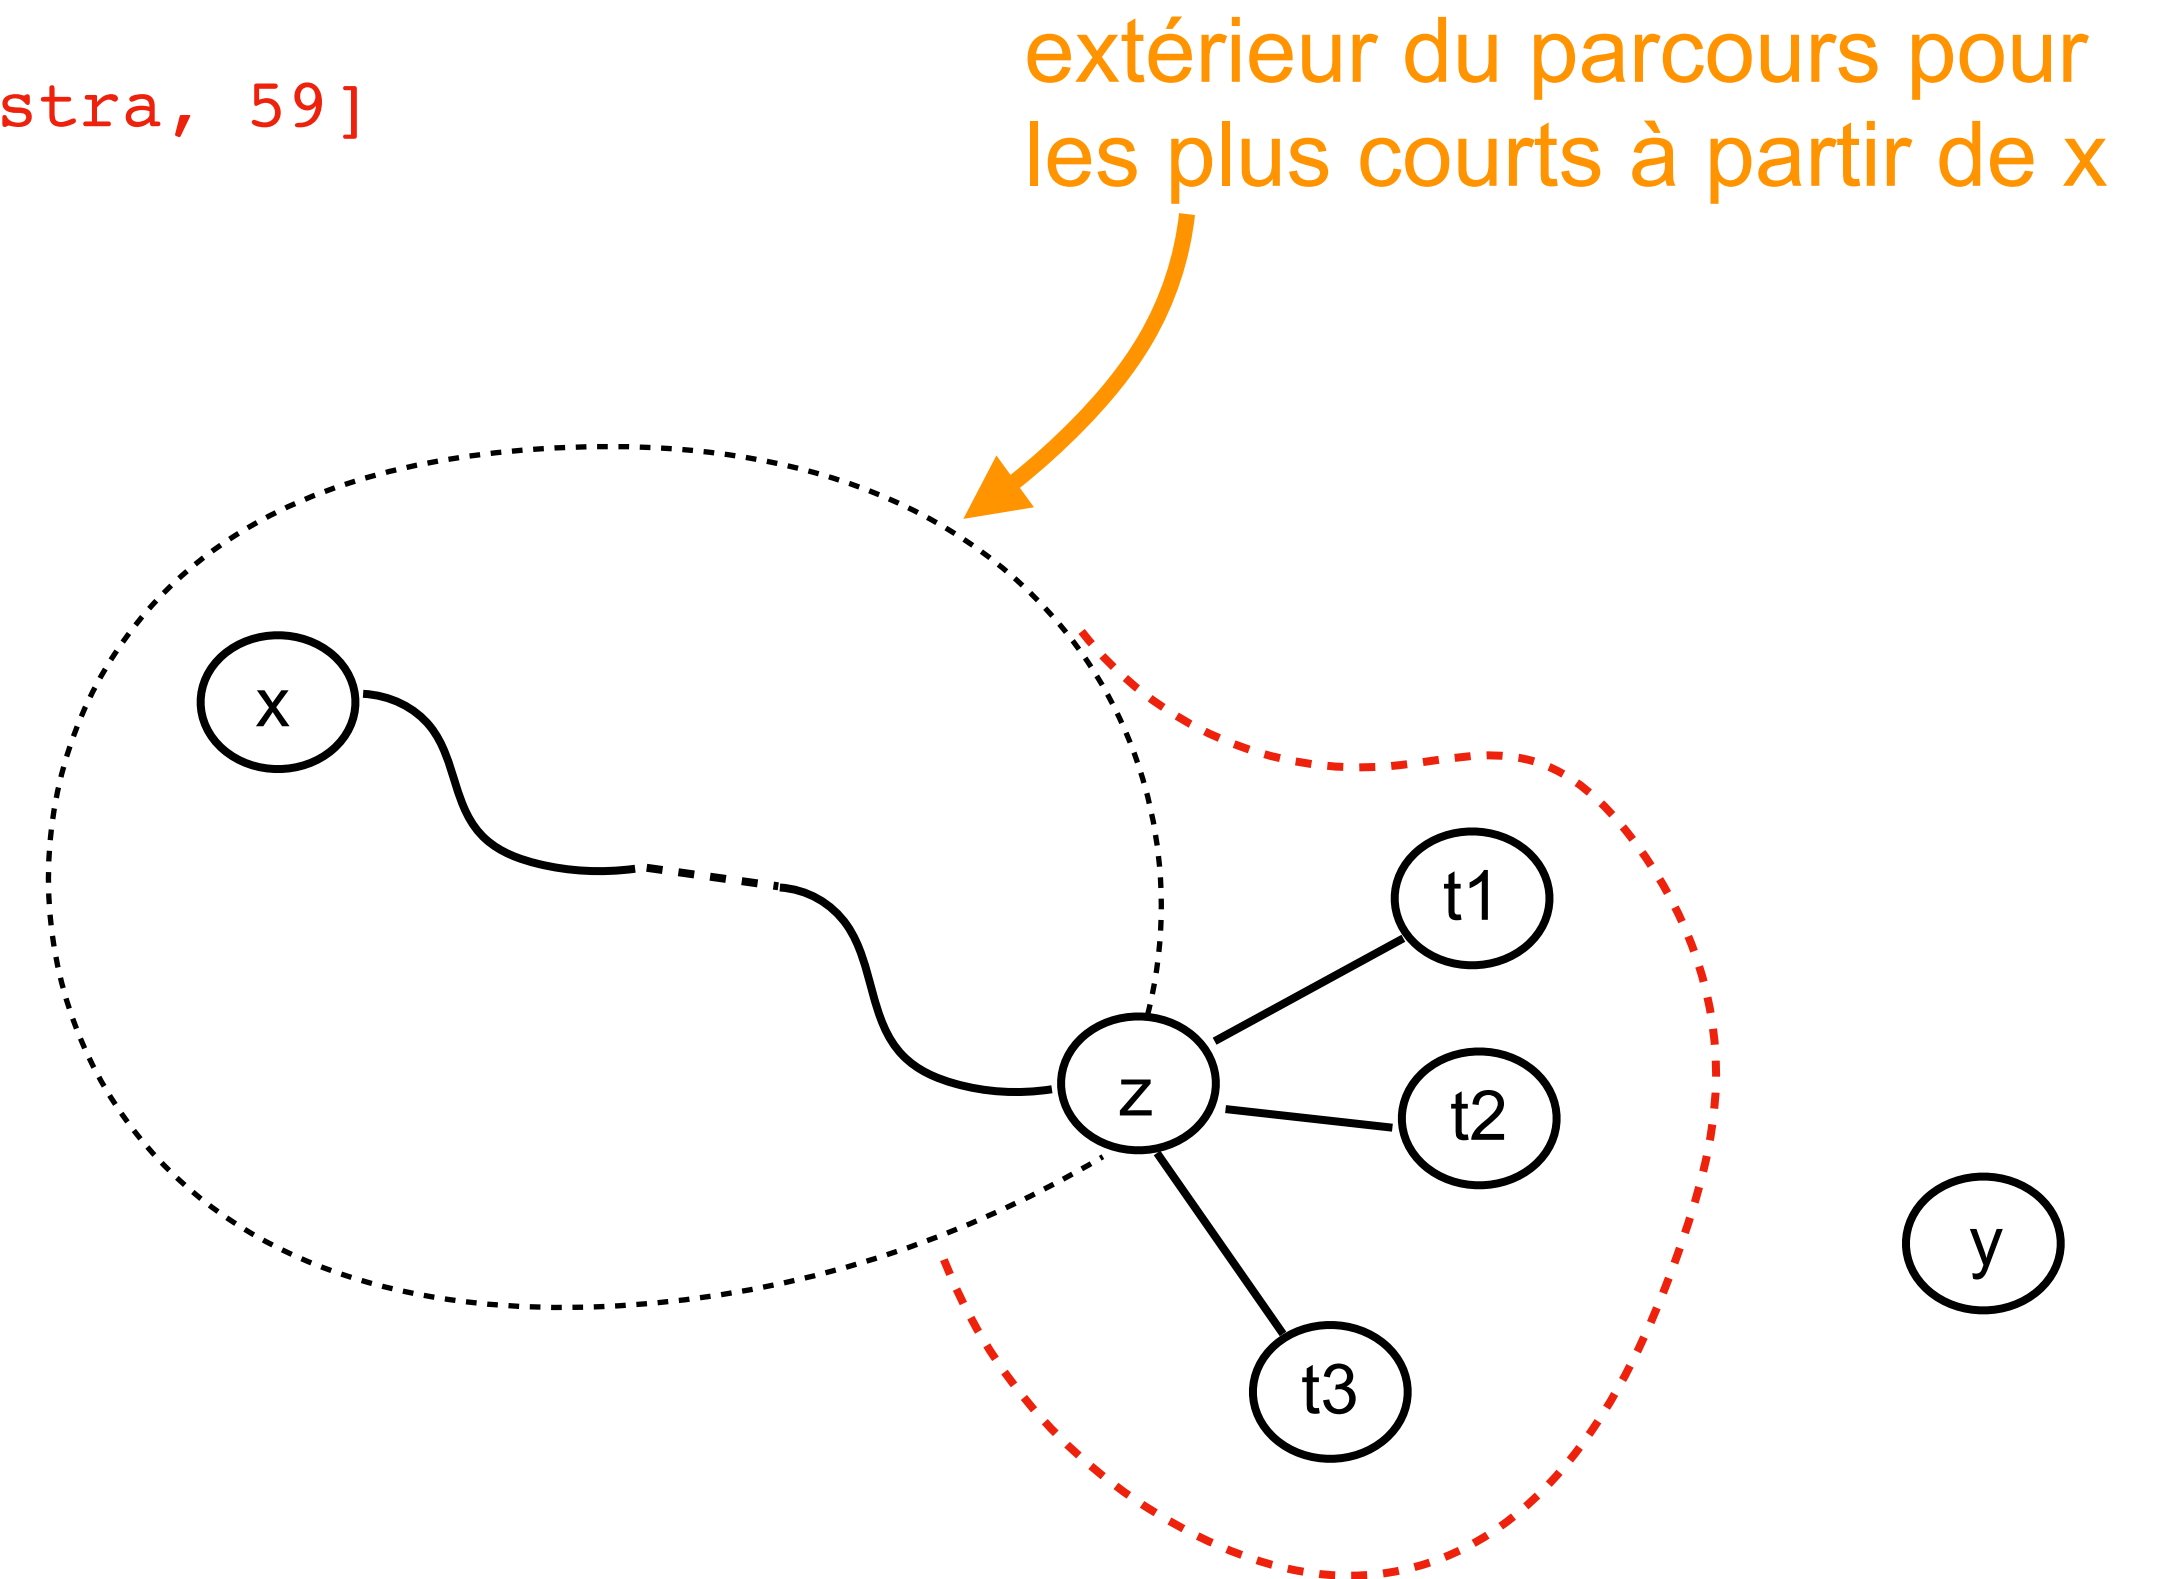 stra, 59]
extérieur du parcours pour
les plus courts à partir de x
x
t1
z
t2
y
t3